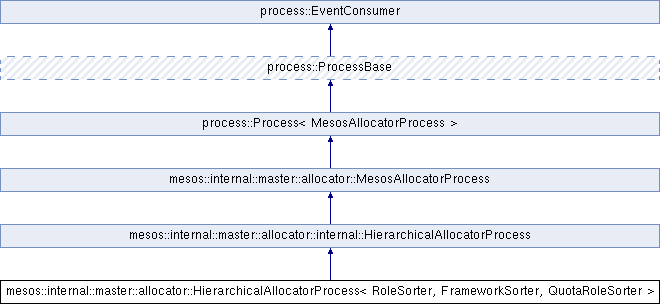 process::EventConsumer
process::ProcessBase
process::Process< MesosAllocatorProcess >
mesos::internal::master::allocator::MesosAllocatorProcess
mesos::internal::master::allocator::internal::HierarchicalAllocatorProcess
mesos::internal::master::allocator::HierarchicalAllocatorProcess< RoleSorter, FrameworkSorter, QuotaRoleSorter >